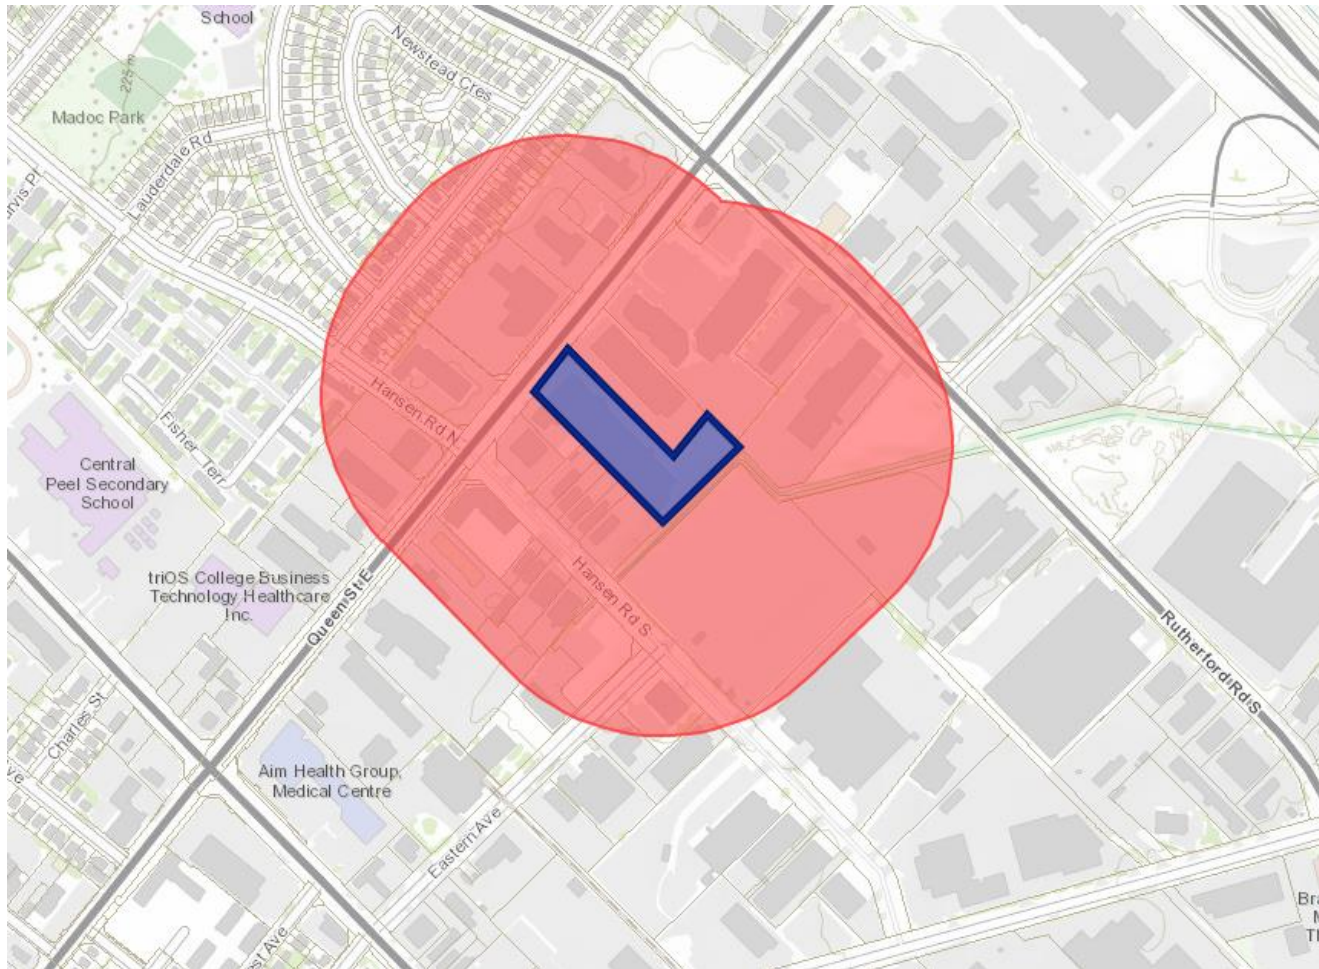 School
Newstead Cres
225 m
Madoc Park
Lauderdale Rd
Hansen Rd N
Fisher Terr
Central
Peel Secondary
School
triOS College Business
Technology Healthcare
Inc.
Queen St E
Hansen Rd S
Rutherford Rd S
Charles St
Aim Health Group,
Medical Centre
Eastern Ave